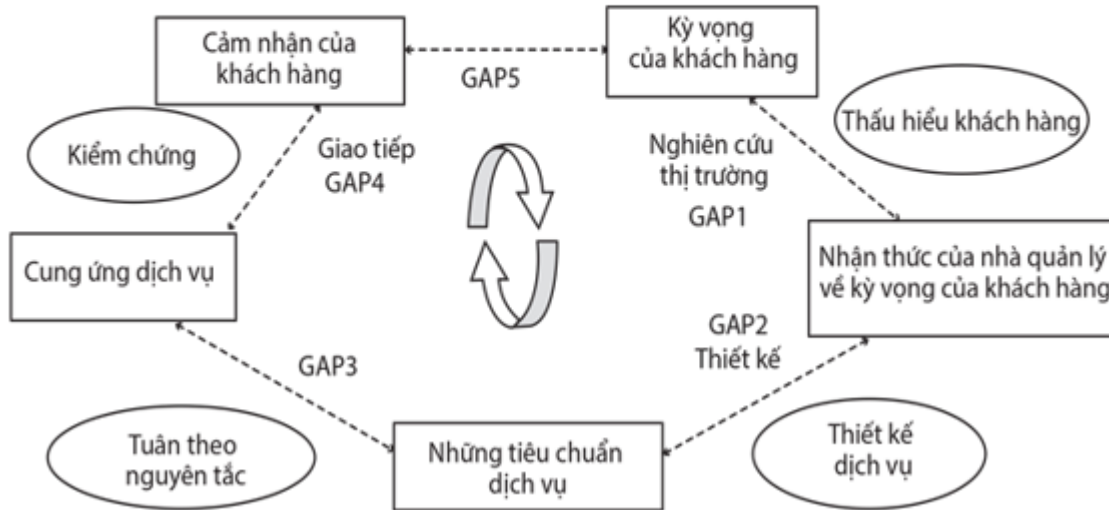 Cảm nhận của
khách hàng
GAP5
Kỳ vọng
của khách hàng
Thấu hiểu khách hàng
Kiểm chứng
Giao tiếp
GAP4
Nghiên cứu
thị trường
GAP1
Cung ứng dịch vụ
Nhận thức của nhà quản lý
về kỳ vọng của khách hàng
GAP2
Thiết kế
GAP3
Tuân theo
nguyên tắc
Những tiêu chuẩn
dịch vụ
Thiết kế
dịch vụ